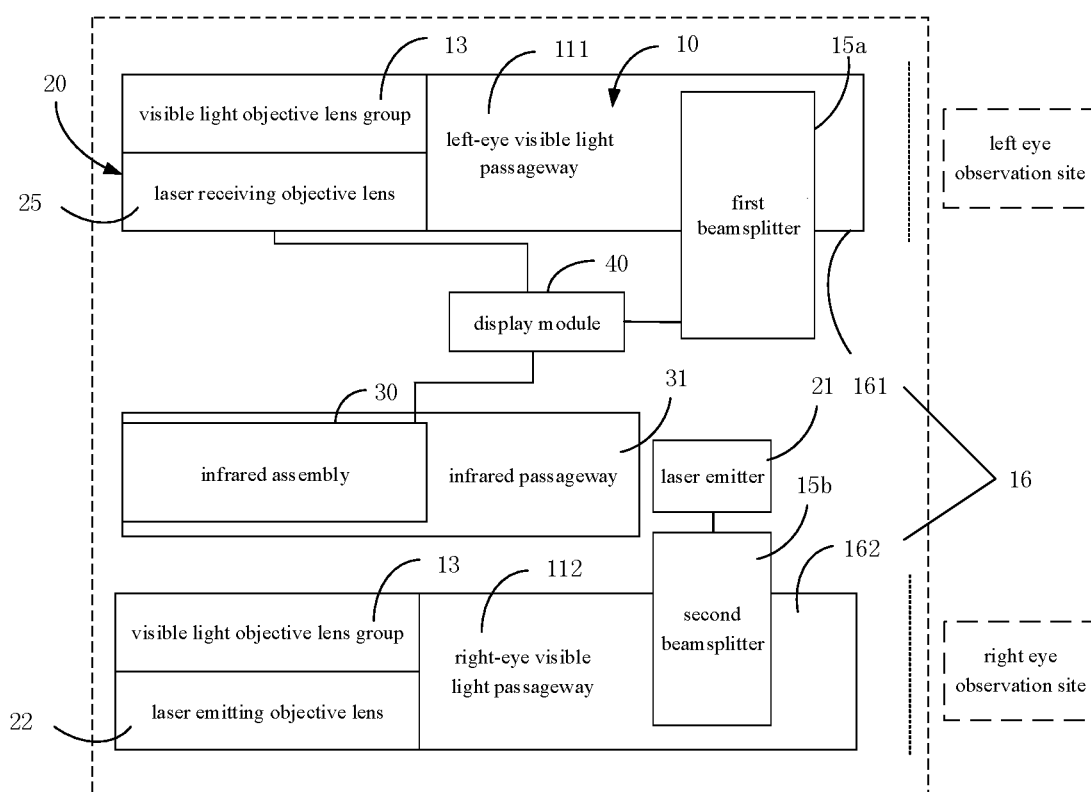 13
111
10
15a
20
visible light objective lens group
left-eye visible light
passageway
left eye
observation site
laser receiving objective lens
25
first
beamsplitter
40
display module
30
31
21
161
infrared assembly
infrared passageway
laser emitter
16
15b
13
112
162
visible light objective lens group
second
beamsplitter
right-eye visible
light passageway
right eye
observation site
laser emitting objective lens
22